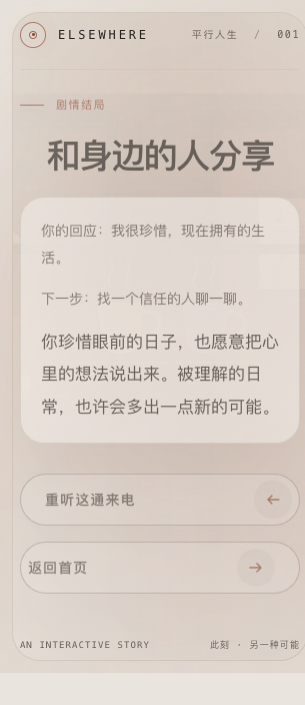 ELSEWHERE 平行人生 / 001
剧情结局
和身边的人分享
你的回应：我很珍惜，现在拥有的生
活。
下一步：找一个信任的人聊一聊。
你珍惜眼前的日子，也愿意把心
里的想法说出来。被理解的日
常，也许会多出一点新的可能。
重听这通来电 ←
返回首页 →
AN INTERACTIVE STORY 此刻 · 另一种可能